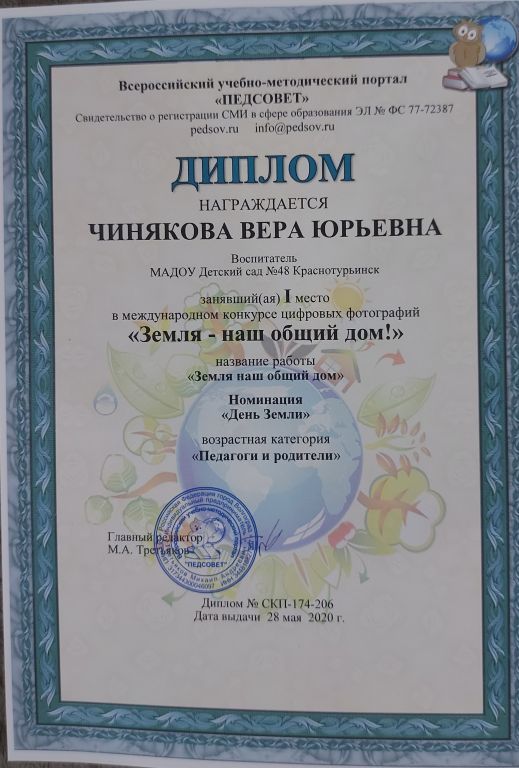 Всероссийский учебно-методический портал
«ПЕДСОВЕТ»
Свидетельство о регистрации СМИ в сфере образования ЭЛ № ФС 77-72387
pedsov.ru info@pedsov.ru
ДИПЛОМ
НАГРАЖДАЕТСЯ
ЧИНЯКОВА ВЕРА ЮРЬЕВНА
Воспитатель
МАДОУ Детский сад №48 Краснотурьинск
занявший(ая) I место
в международном конкурсе цифровых фотографий
«Земля - наш общий дом!»
название работы
«Земля наш общий дом»
Номинация
«День Земли»
возрастная категория
«Педагоги и родители»
Главный редактор
М.А. Третьяков
"ПЕДСОВЕТ"
Диплом № СКП-174-206
Дата выдачи 28 мая 2020 г.